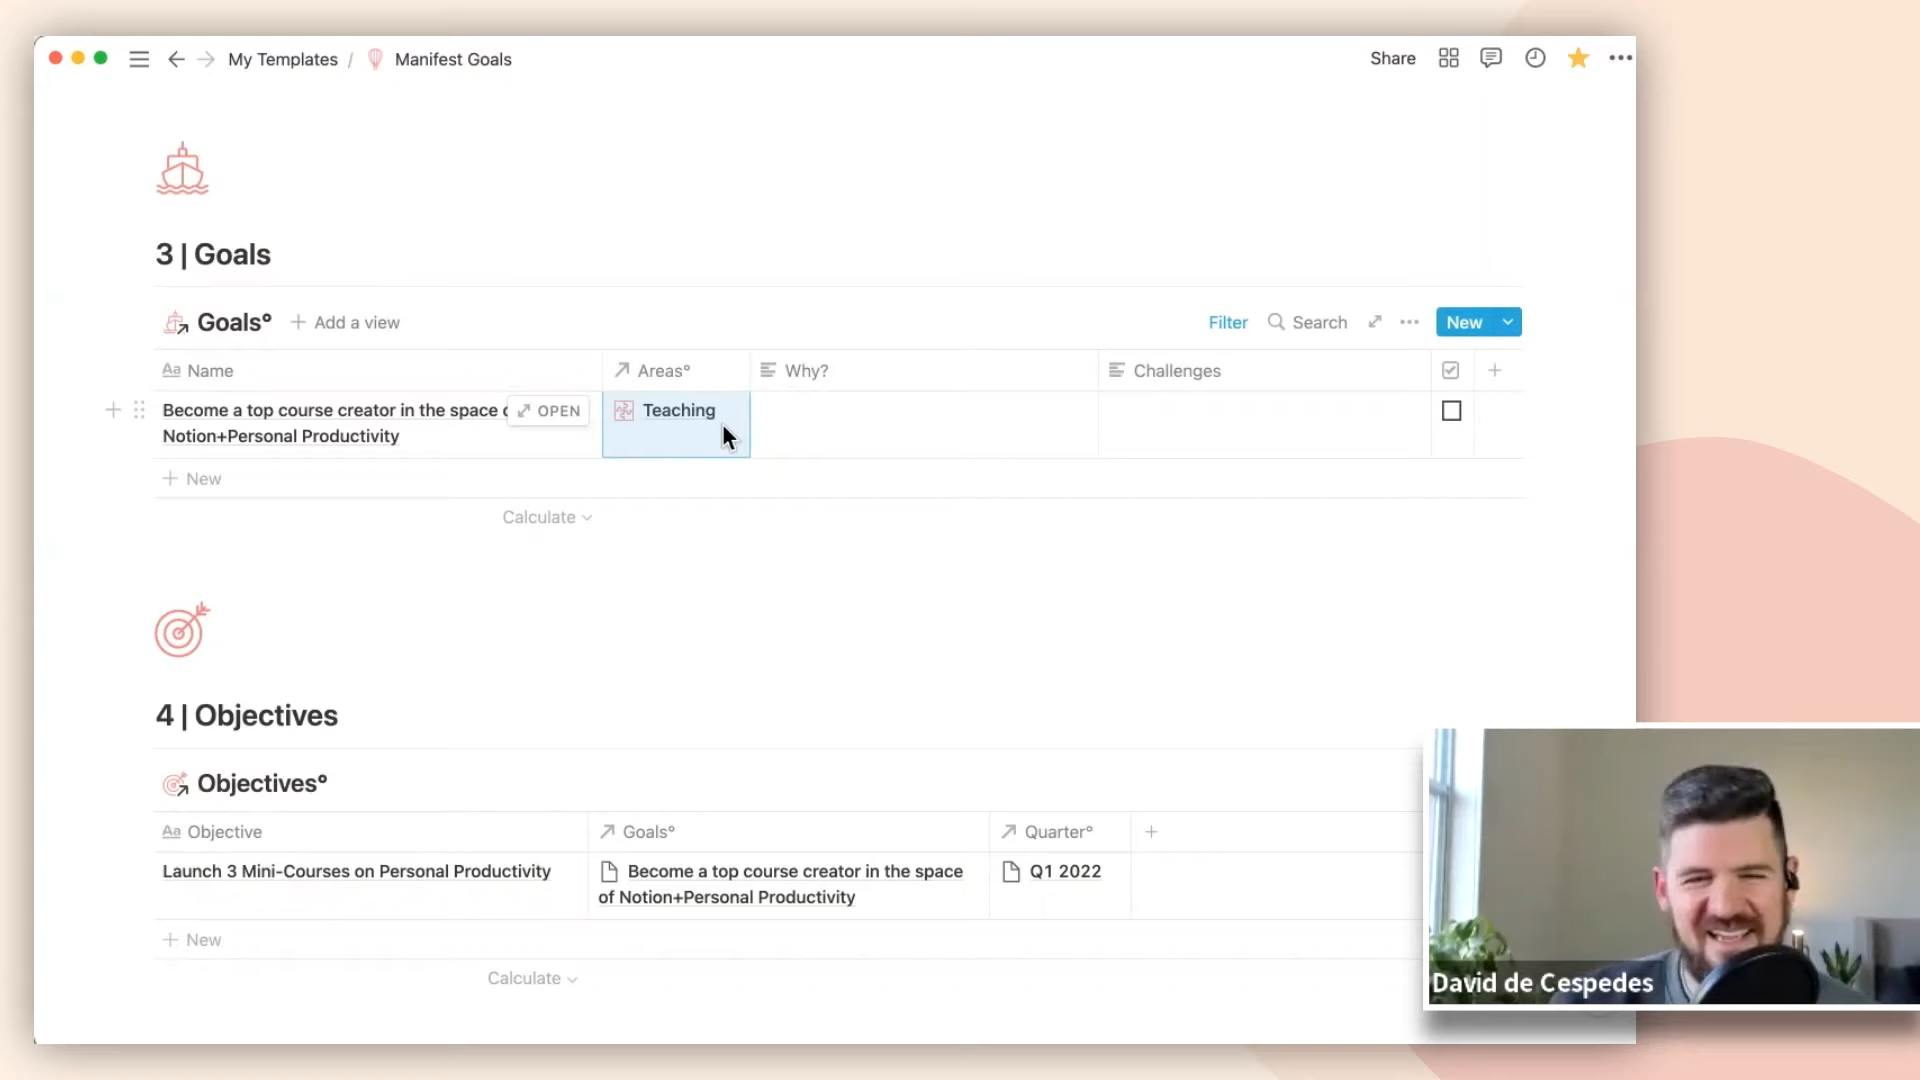 My Templates / Manifest Goals
Share
3 | Goals
Goals° + Add a view
Filter Search New
Aa Name Areas° Why? Challenges
Become a top course creator in the space
Notion+Personal Productivity
OPEN
Teaching
+ New
Calculate
4 | Objectives
Objectives°
Aa Objective Goals° Quarter°
Launch 3 Mini-Courses on Personal Productivity
Become a top course creator in the space
of Notion+Personal Productivity
Q1 2022
+ New
Calculate
David de Cespedes